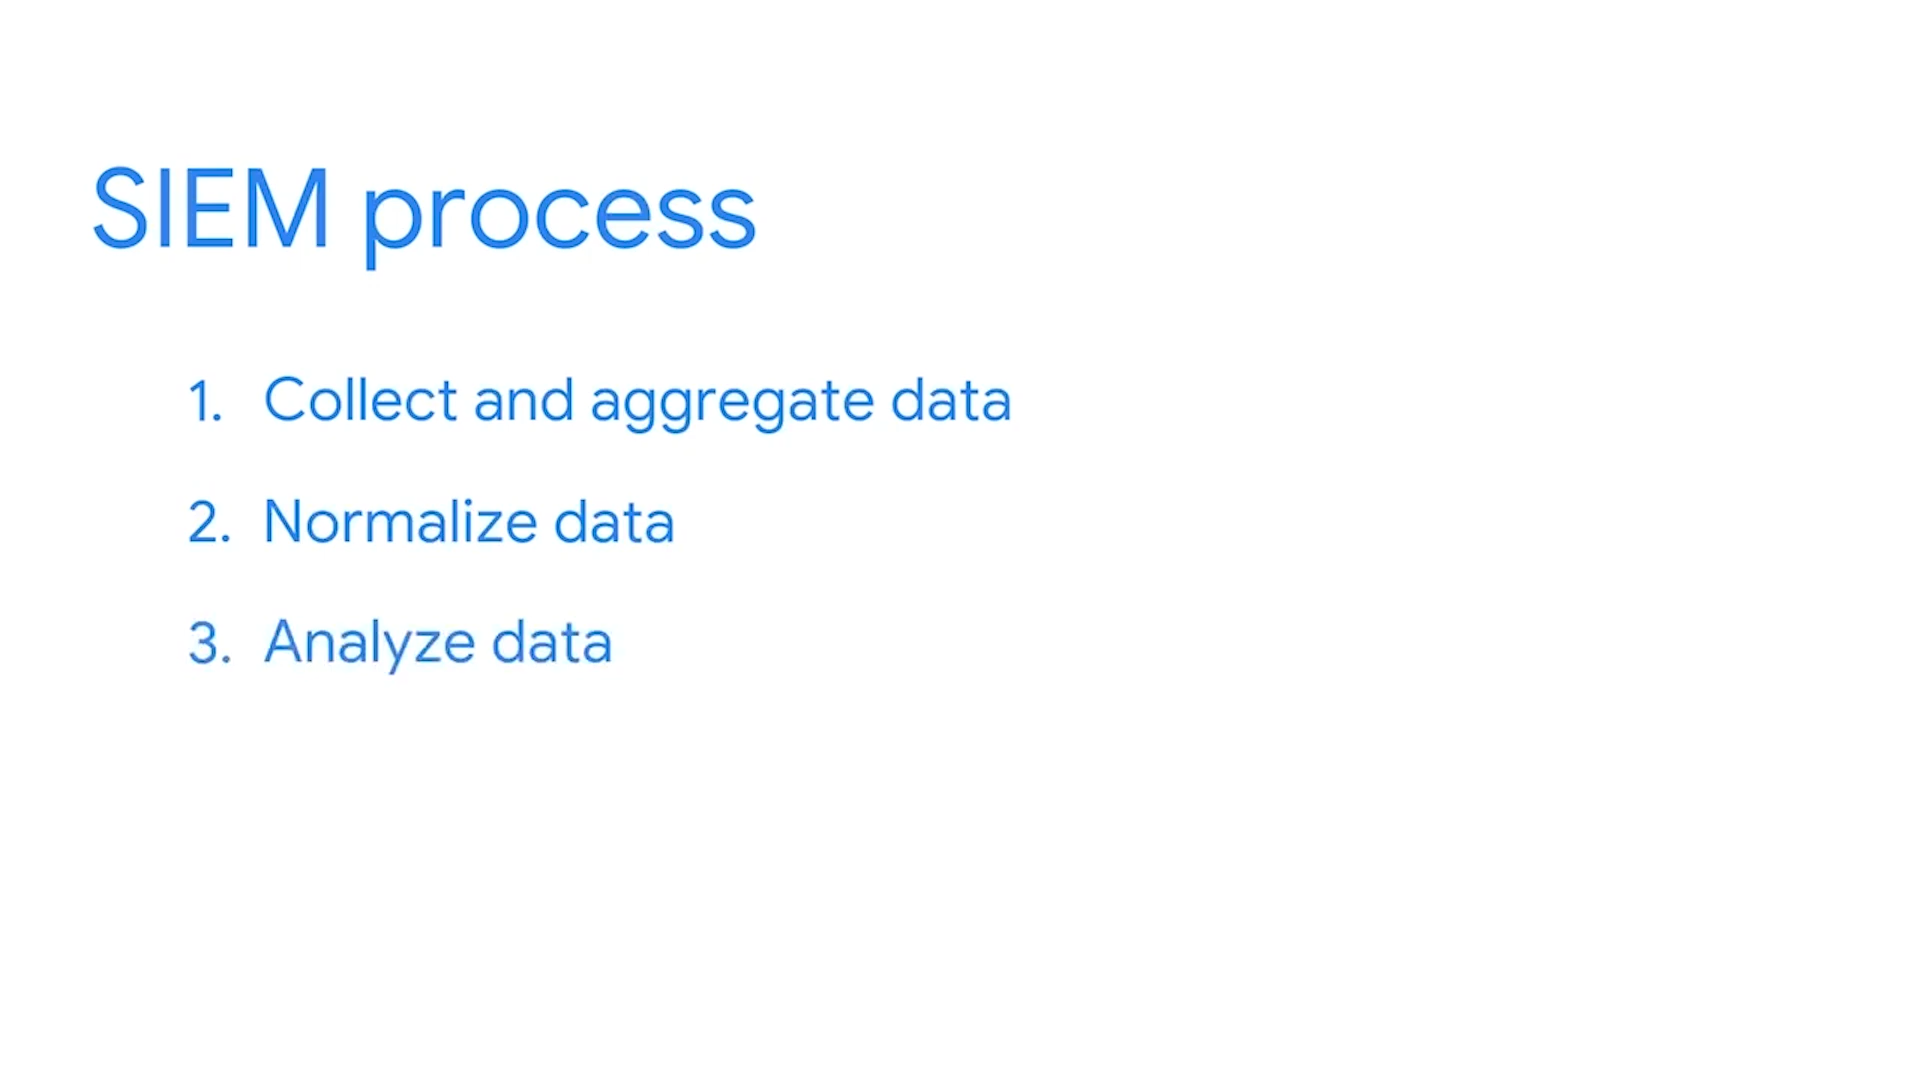 SIEM process
1. Collect and aggregate data
2. Normalize data
3. Analyze data